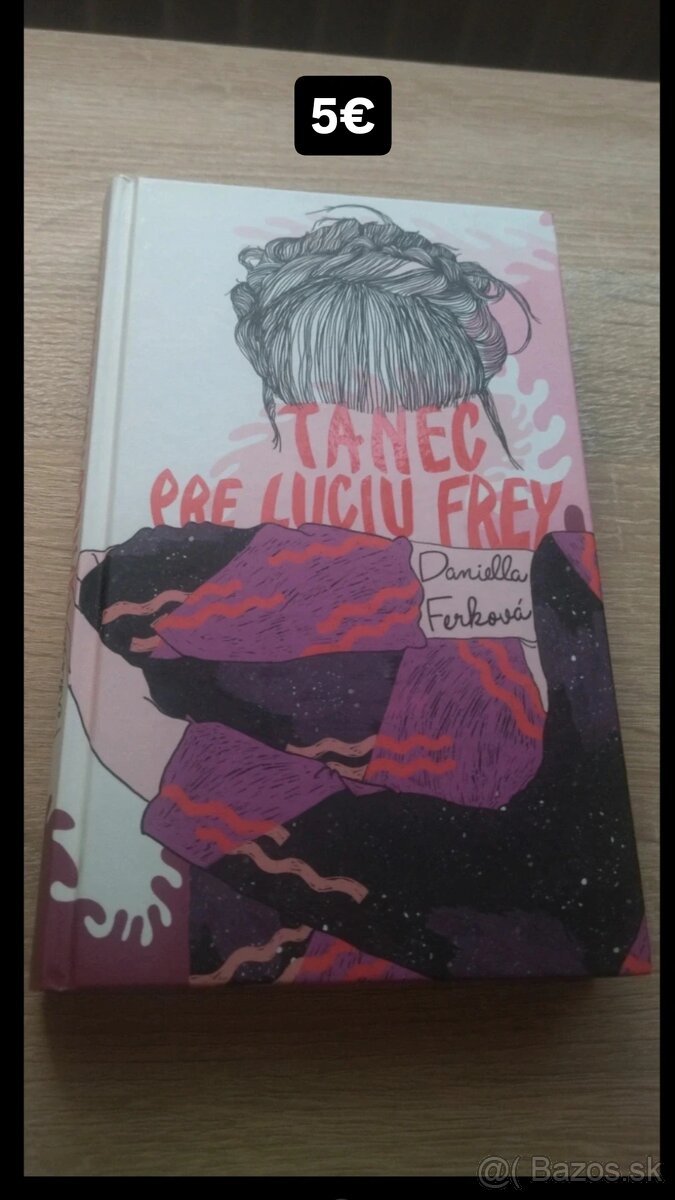 5€
TANEC
PRE LUCIU FREY
Daniella
Ferková
@( Bazos.sk